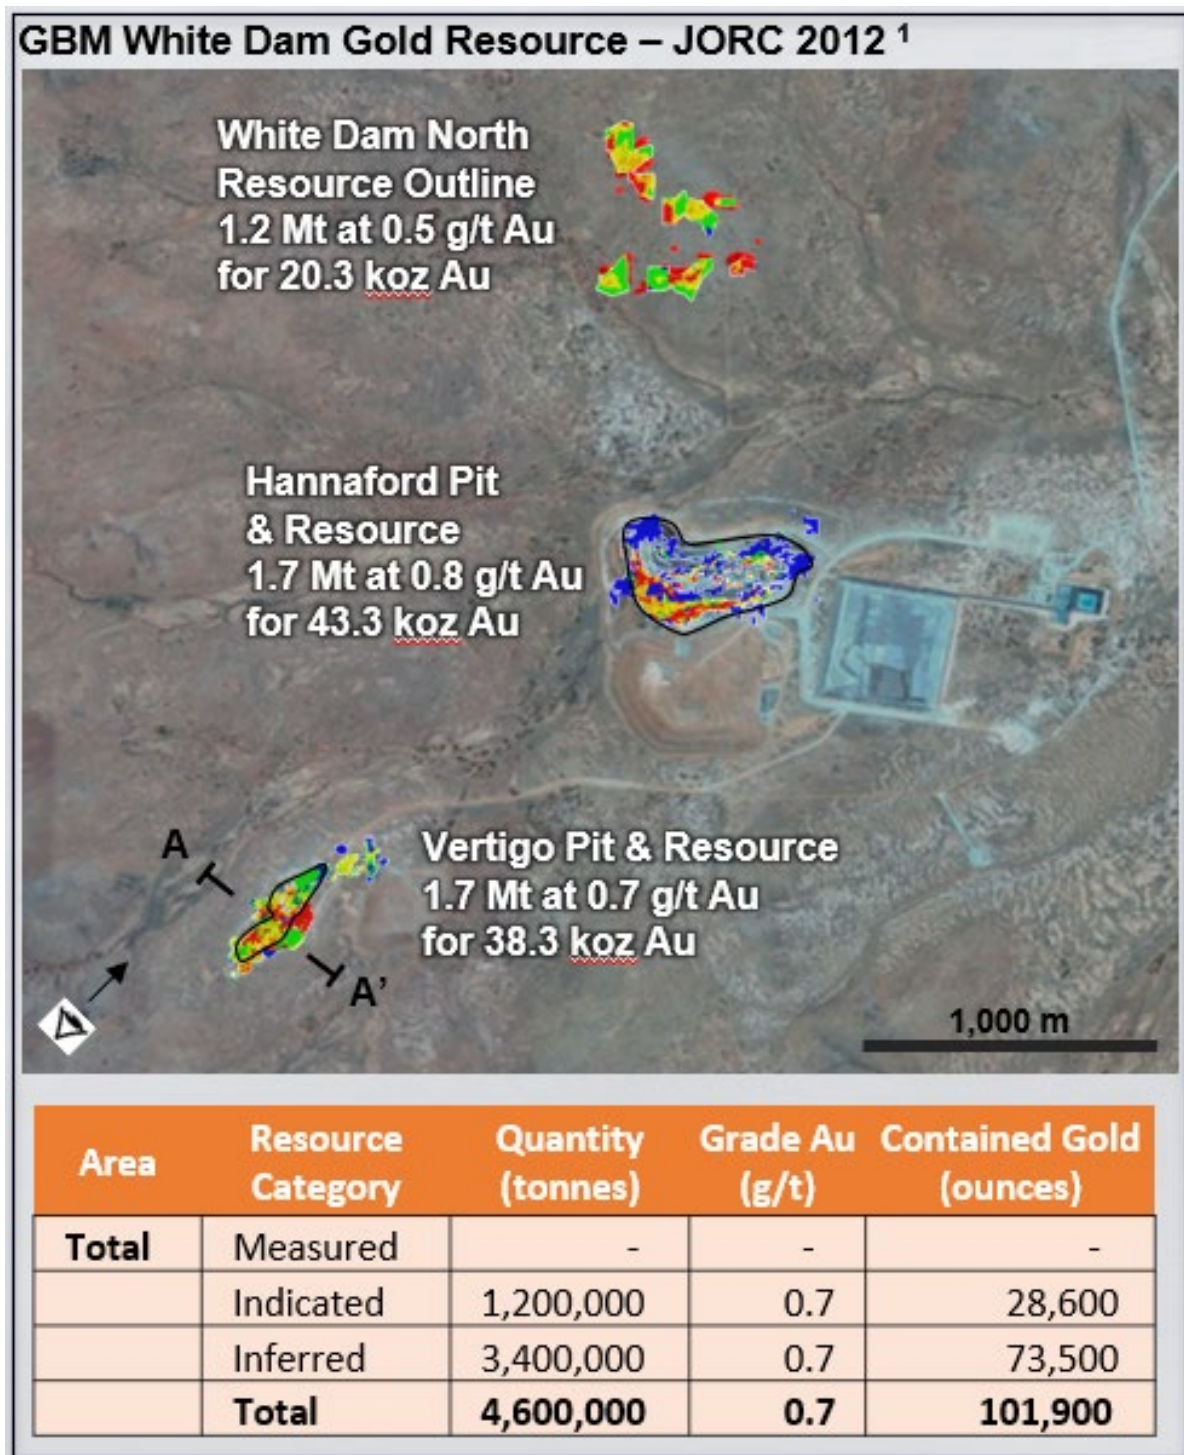 GBM White Dam Gold Resource – JORC 2012 ¹
White Dam North
Resource Outline
1.2 Mt at 0.5 g/t Au
for 20.3 koz Au
Hannaford Pit
& Resource
1.7 Mt at 0.8 g/t Au
for 43.3 koz Au
Vertigo Pit & Resource
1.7 Mt at 0.7 g/t Au
for 38.3 koz Au
A
A’
1,000 m
Area Resource Category Quantity (tonnes) Grade Au (g/t) Contained Gold (ounces)
Total Measured - - -
Indicated 1,200,000 0.7 28,600
Inferred 3,400,000 0.7 73,500
Total 4,600,000 0.7 101,900